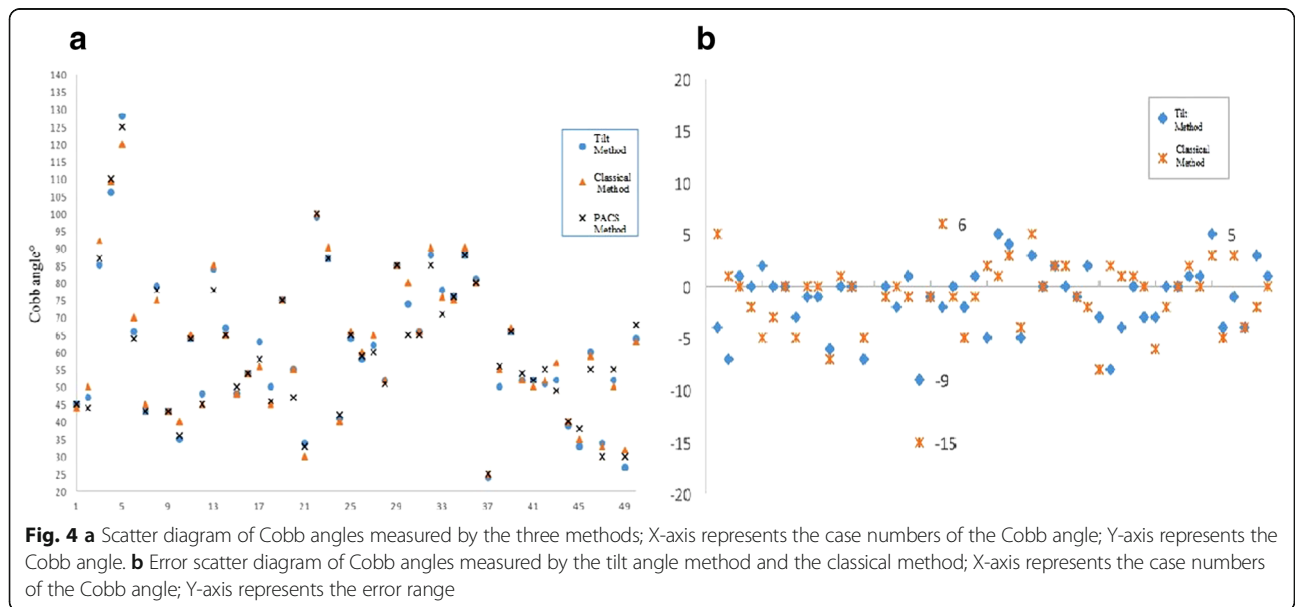 a
140
135
130
125
120
115
110
105
100
95
90
85
80
75
70
65
60
55
50
45
40
35
30
25
20
Cobb angle°
1 5 9 13 17 21 25 29 33 37 41 45 49
Tilt
Method
Classical
Method
PACS
Method
b
20
15
10
5
0
-5
-10
-15
-20
Tilt
Method
Classical
Method
6
5
-9
-15
Fig. 4 a Scatter diagram of Cobb angles measured by the three methods; X-axis represents the case numbers of the Cobb angle; Y-axis represents the
Cobb angle. b Error scatter diagram of Cobb angles measured by the tilt angle method and the classical method; X-axis represents the case numbers
of the Cobb angle; Y-axis represents the error range